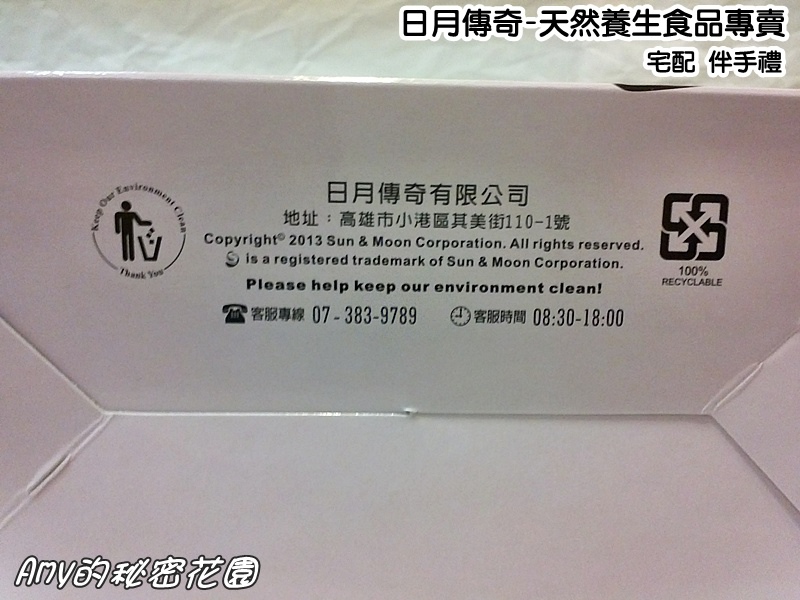 日月傳奇-天然養生食品專賣
宅配 伴手禮
Keep Our Environment Clean
Thank You
日月傳奇有限公司
地址：高雄市小港區其美街110-1號
Copyright© 2013 Sun & Moon Corporation. All rights reserved.
is a registered trademark of Sun & Moon Corporation.
Please help keep our environment clean!
客服專線 07-383-9789 客服時間 08:30-18:00
100%
RECYCLABLE
Amy的秘密花園